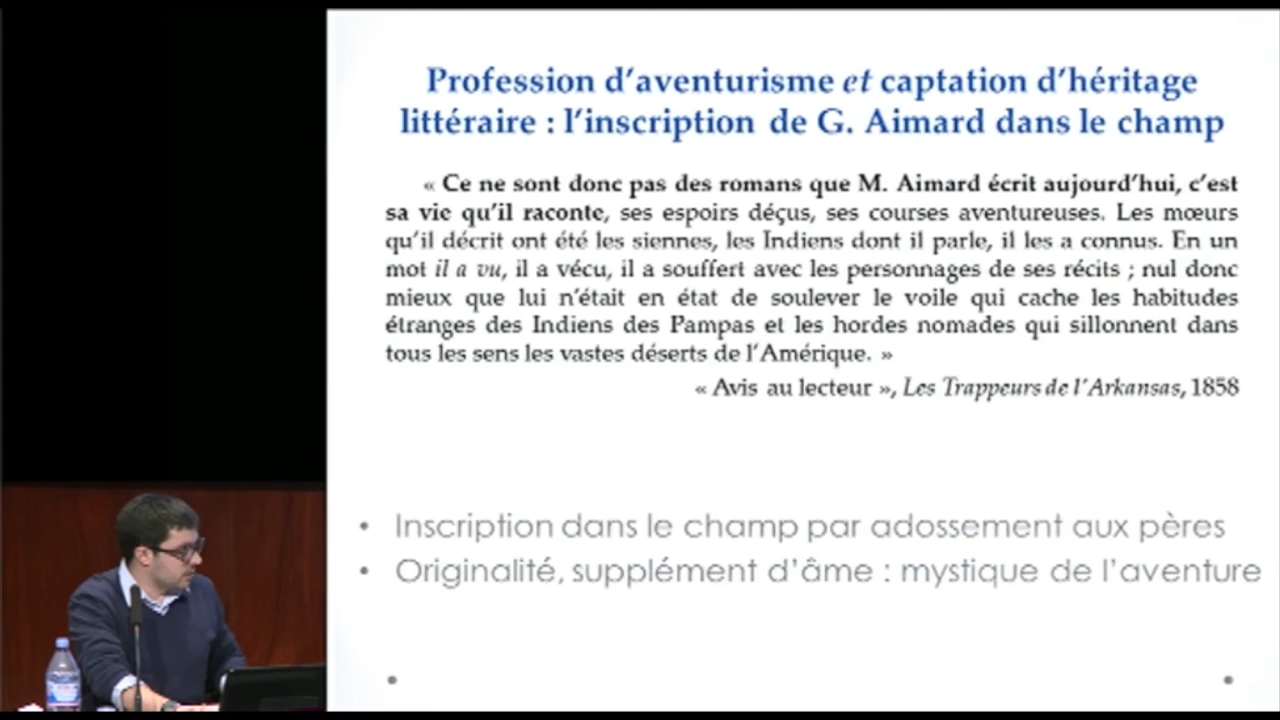 Profession d'aventurisme et captation d'héritage
littéraire : l'inscription de G. Aimard dans le champ
« Ce ne sont donc pas des romans que M. Aimard écrit aujourd'hui, c'est
sa vie qu'il raconte, ses espoirs déçus, ses courses aventureuses. Les mœurs
qu'il décrit ont été les siennes, les Indiens dont il parle, il les a connus. En un
mot il a vu, il a vécu, il a souffert avec les personnages de ses récits ; nul donc
mieux que lui n'était en état de soulever le voile qui cache les habitudes
étranges des Indiens des Pampas et les hordes nomades qui sillonnent dans
tous les sens les vastes déserts de l'Amérique. »
« Avis au lecteur », Les Trappeurs de l'Arkansas, 1858
• Inscription dans le champ par adossement aux pères
• Originalité, supplément d'âme : mystique de l'aventure